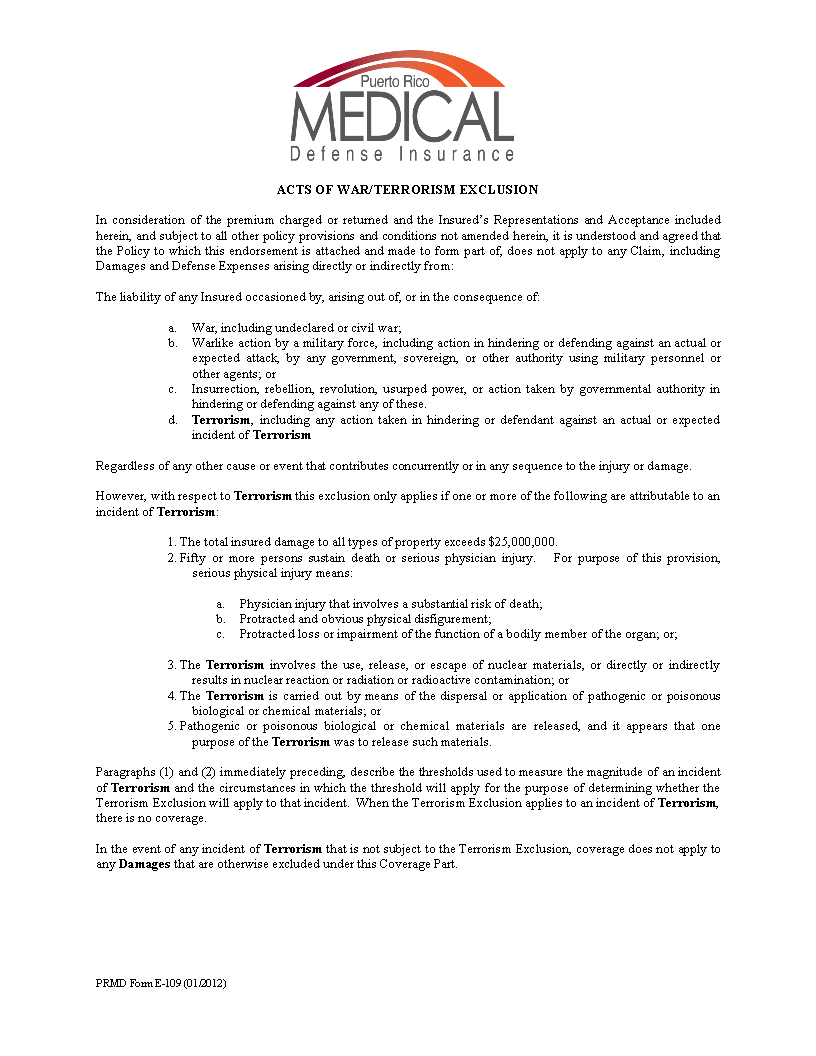 Puerto Rico
MEDICAL
Defense Insurance
ACTS OF WAR/TERRORISM EXCLUSION
In consideration of the premium charged or returned and the Insured’s Representations and Acceptance included
herein, and subject to all other policy provisions and conditions not amended herein, it is understood and agreed that
the Policy to which this endorsement is attached and made to form part of, does not apply to any Claim, including
Damages and Defense Expenses arising directly or indirectly from:
The liability of any Insured occasioned by, arising out of, or in the consequence of:
a. War, including undeclared or civil war;
b. Warlike action by a military force, including action in hindering or defending against an actual or
expected attack, by any government, sovereign, or other authority using military personnel or
other agents; or
c. Insurrection, rebellion, revolution, usurped power, or action taken by governmental authority in
hindering or defending against any of these.
d. Terrorism, including any action taken in hindering or defendant against an actual or expected
incident of Terrorism
Regardless of any other cause or event that contributes concurrently or in any sequence to the injury or damage.
However, with respect to Terrorism this exclusion only applies if one or more of the following are attributable to an
incident of Terrorism:
1. The total insured damage to all types of property exceeds $25,000,000.
2. Fifty or more persons sustain death or serious physician injury. For purpose of this provision,
serious physical injury means:
a. Physician injury that involves a substantial risk of death;
b. Protracted and obvious physical disfigurement;
c. Protracted loss or impairment of the function of a bodily member of the organ; or;
3. The Terrorism involves the use, release, or escape of nuclear materials, or directly or indirectly
results in nuclear reaction or radiation or radioactive contamination; or
4. The Terrorism is carried out by means of the dispersal or application of pathogenic or poisonous
biological or chemical materials; or
5. Pathogenic or poisonous biological or chemical materials are released, and it appears that one
purpose of the Terrorism was to release such materials.
Paragraphs (1) and (2) immediately preceding, describe the thresholds used to measure the magnitude of an incident
of Terrorism and the circumstances in which the threshold will apply for the purpose of determining whether the
Terrorism Exclusion will apply to that incident. When the Terrorism Exclusion applies to an incident of Terrorism,
there is no coverage.
In the event of any incident of Terrorism that is not subject to the Terrorism Exclusion, coverage does not apply to
any Damages that are otherwise excluded under this Coverage Part.
PRMD Form E-109 (01/2012)